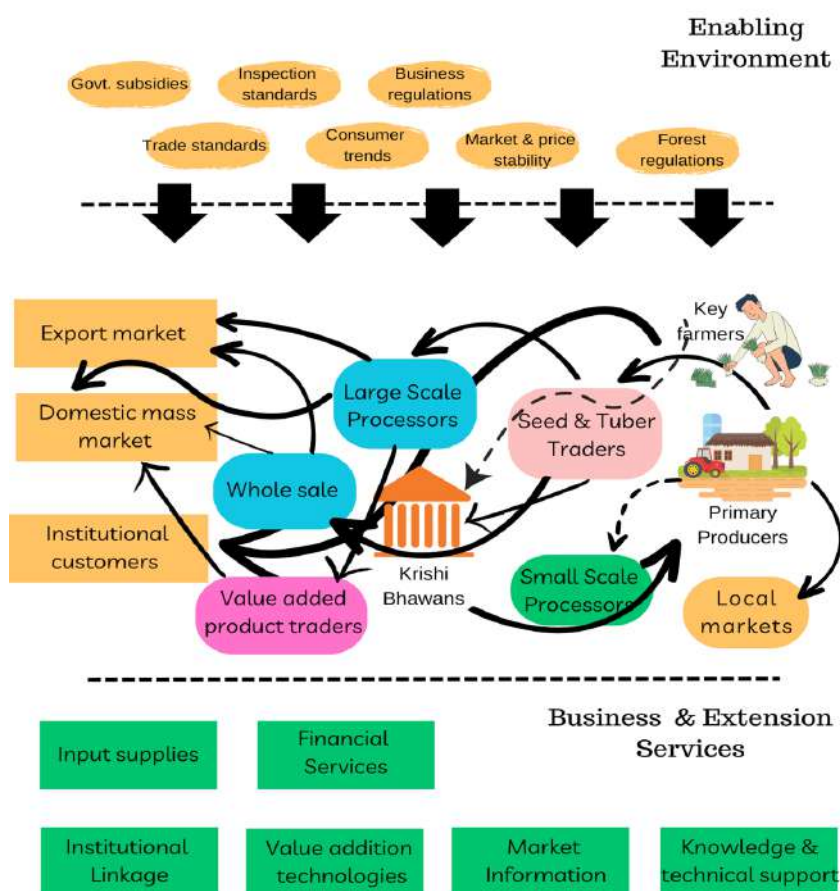 Enabling
Environment
Govt. subsidies
Inspection
standards
Business
regulations
Trade standards
Consumer
trends
Market & price
stability
Forest
regulations
Key
farmers
Export market
Large Scale
Processors
Domestic mass
market
Seed & Tuber
Traders
Whole sale
Primary
Producers
Institutional
customers
Krishi
Bhawans
Small Scale
Processors
Value added
product traders
Local
markets
Business & Extension
Services
Input supplies
Financial
Services
Institutional
Linkage
Value addition
technologies
Market
Information
Knowledge &
technical support